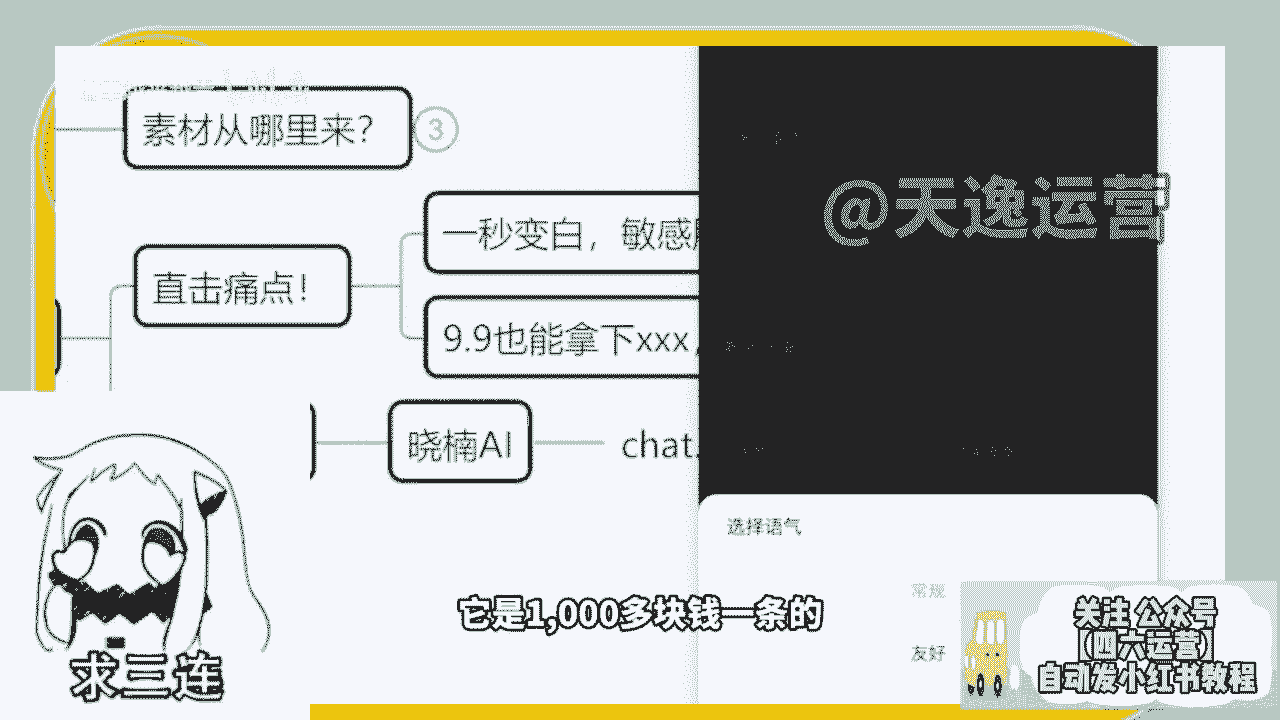 素材从哪里来？
3
@天逸运营
一秒变白，敏感
直击痛点！
9.9也能拿下xxx，
晓楠AI
chat.
选择语气
常规
友好
它是1,000多块钱一条的
求三连
关注 公众号
[四六运营]
自动发小红书教程